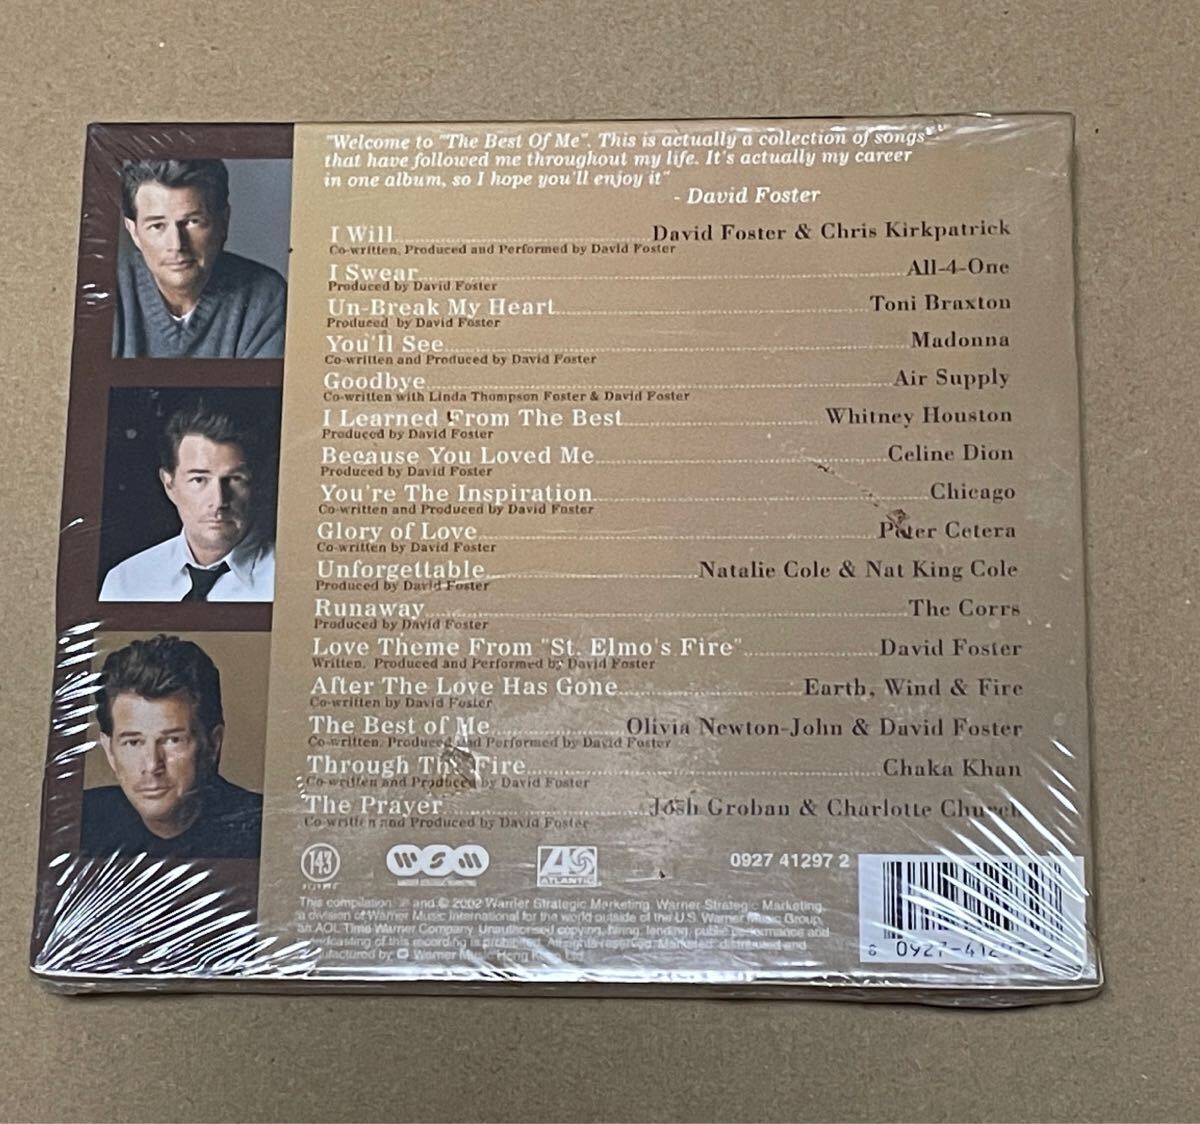 "Welcome to "The Best Of Me". This is actually a collection of songs
that have followed me throughout my life. It's actually my career
in one album, so I hope you'll enjoy it"
- David Foster
I Will David Foster & Chris Kirkpatrick
Co-written, Produced and Performed by David Foster
I Swear All-4-One
Produced by David Foster
Un-Break My Heart Toni Braxton
Produced by David Foster
You'll See Madonna
Co-written and Produced by David Foster
Goodbye Air Supply
Co-written with Linda Thompson Foster & David Foster
I Learned From The Best Whitney Houston
Produced by David Foster
Because You Loved Me Celine Dion
Produced by David Foster
You're The Inspiration Chicago
Co-written and Produced by David Foster
Glory of Love Peter Cetera
Co-written by David Foster
Unforgettable Natalie Cole & Nat King Cole
Produced by David Foster
Runaway The Corrs
Produced by David Foster
Love Theme From "St. Elmo's Fire" David Foster
Written, Produced and Performed by David Foster
After The Love Has Gone Earth, Wind & Fire
Co-written by David Foster
The Best of Me Olivia Newton-John & David Foster
Co-written, Produced and Performed by David Foster
Through The Fire Chaka Khan
Co-written and Produced by David Foster
The Prayer Josh Groban & Charlotte Church
Co-written and Produced by David Foster
143
WSM
ATLANTIC
0927 41297 2
This compilation ℗ and © 2002 Warner Strategic Marketing. Warner Strategic Marketing,
a division of Warner Music International for the world outside of the U.S. Warner Music Group,
an AOL Time Warner Company. Unauthorised copying, hiring, lending, public performance and
broadcasting of this recording is prohibited. All rights reserved. Marketed, distributed and
manufactured by Warner Music Hong Kong Ltd.
0927-41297-2